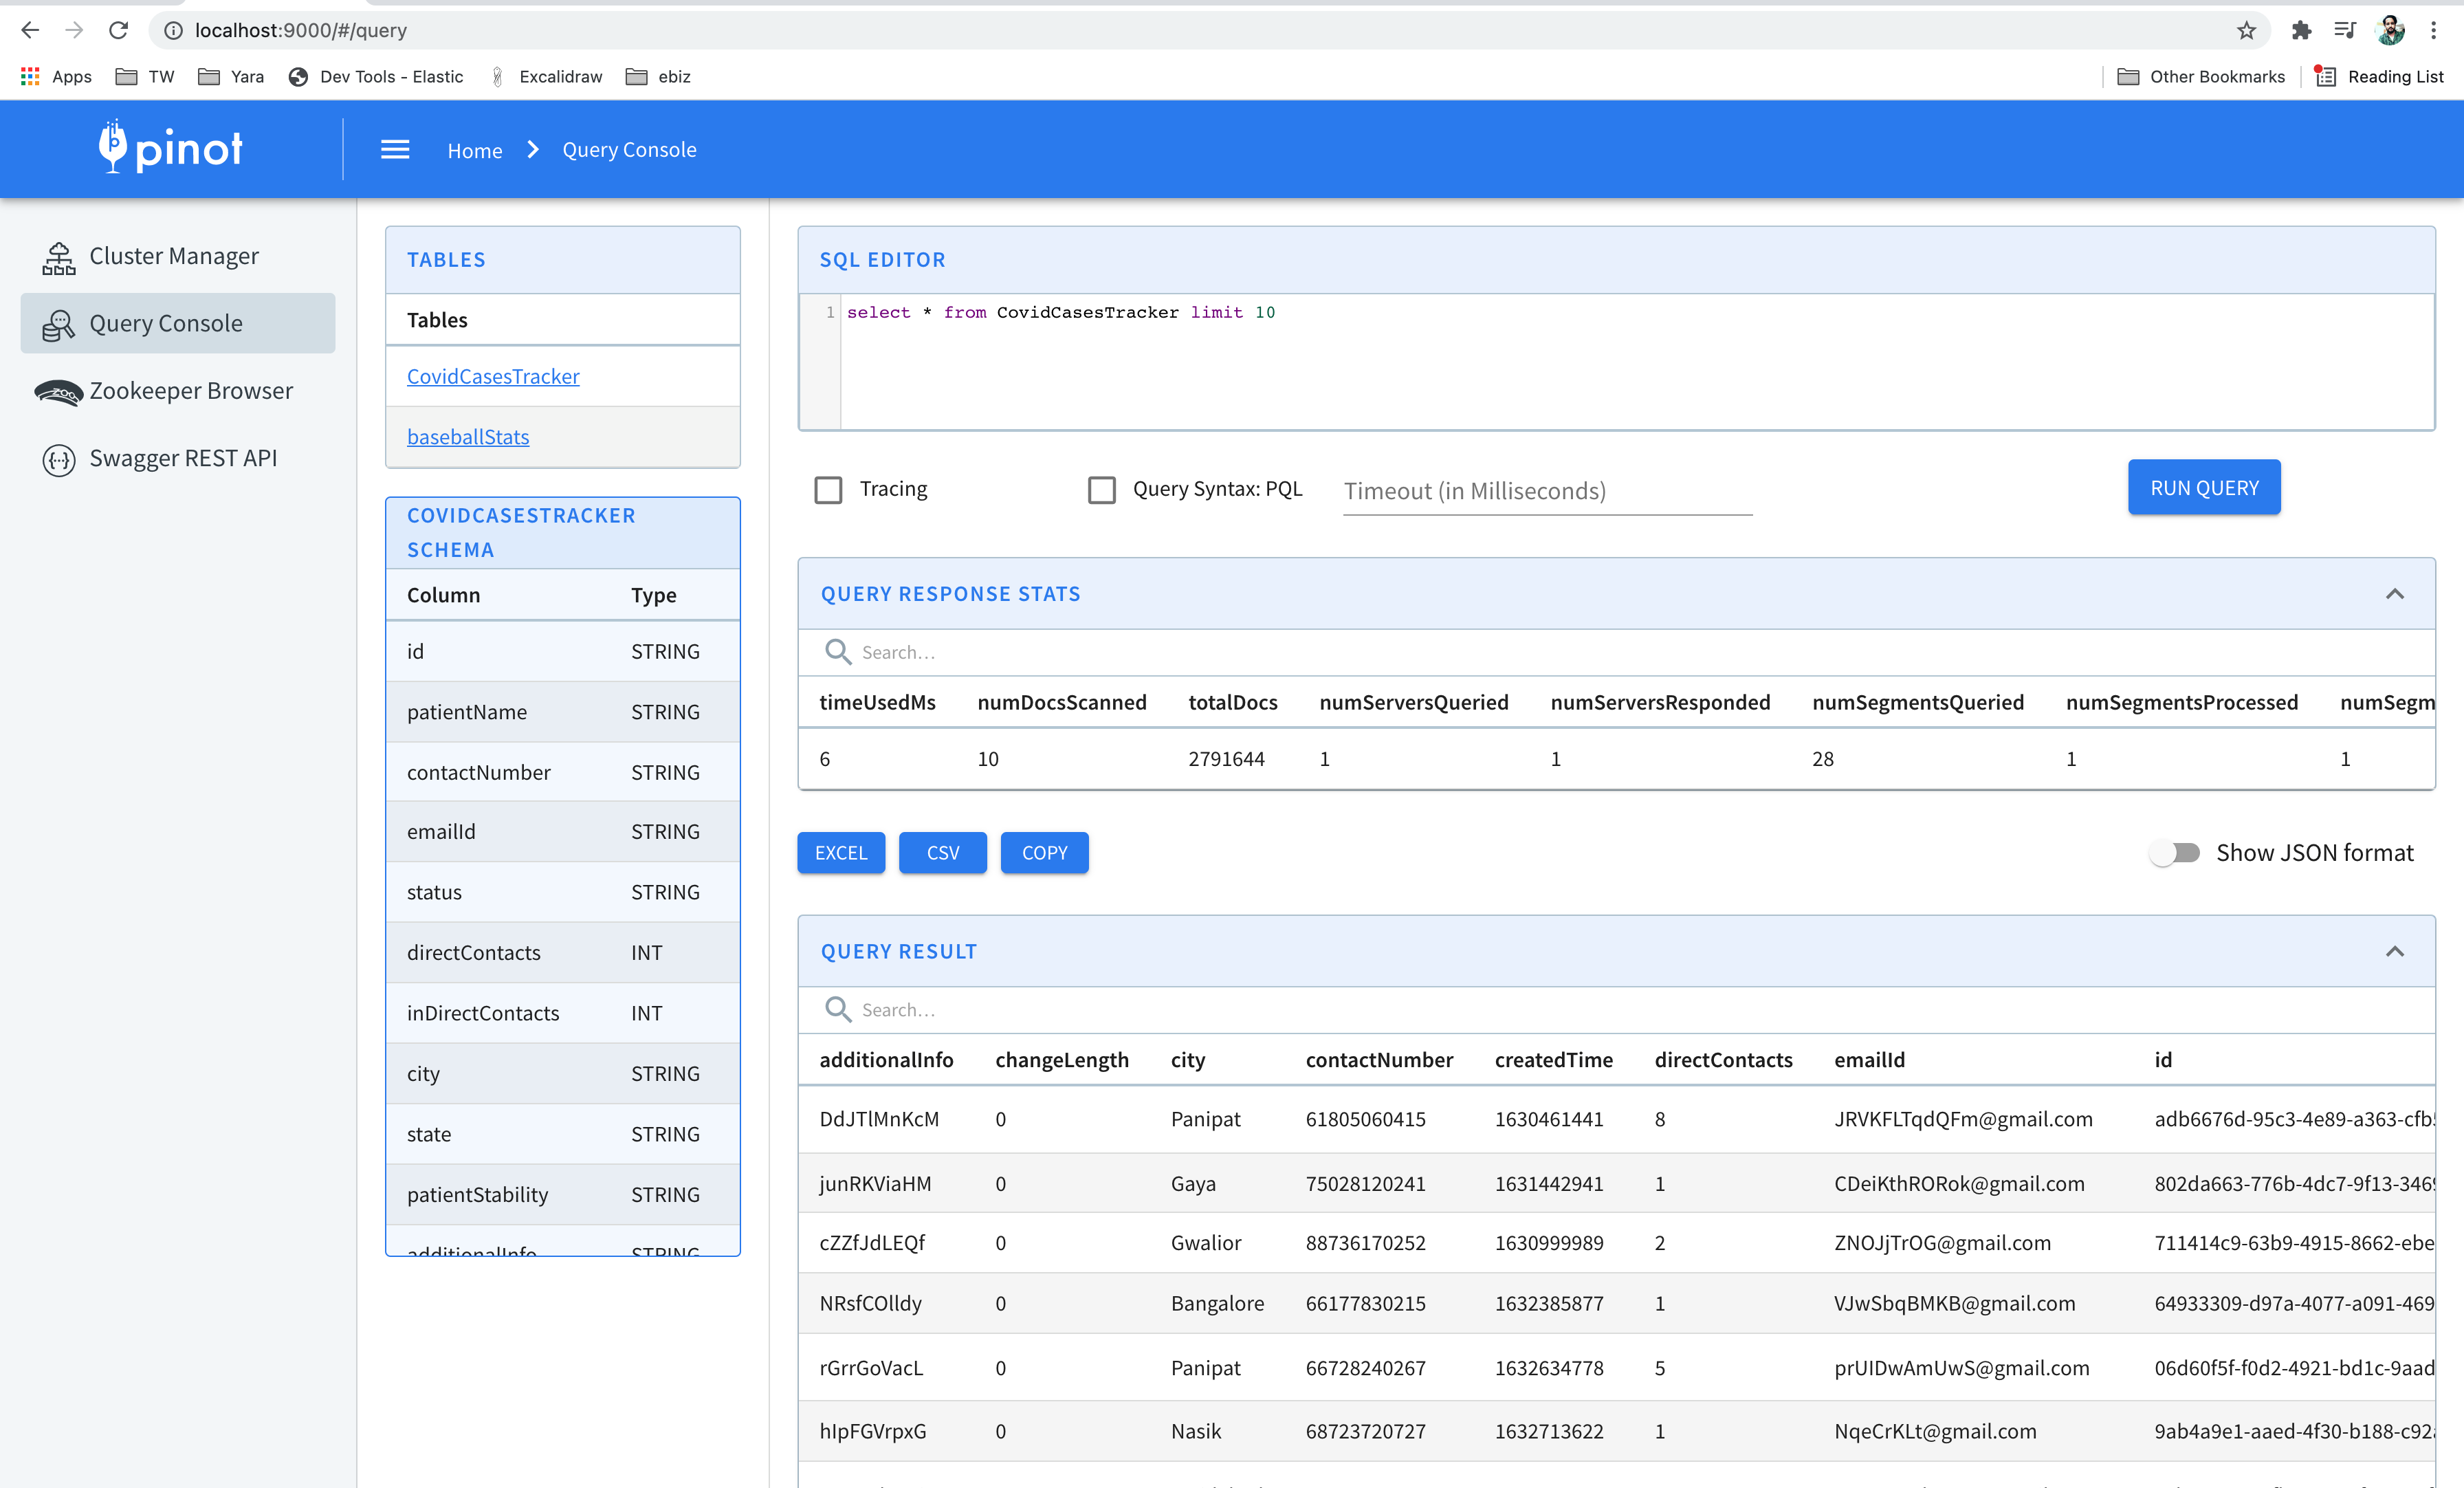 localhost:9000/#/query
Apps TW Yara Dev Tools - Elastic Excalidraw ebiz Other Bookmarks Reading List
pinot Home Query Console
Cluster Manager
Query Console
Zookeeper Browser
Swagger REST API
TABLES
Tables
CovidCasesTracker
baseballStats
COVIDCASESTRACKER
SCHEMA
Column Type
id STRING
patientName STRING
contactNumber STRING
emailId STRING
status STRING
directContacts INT
inDirectContacts INT
city STRING
state STRING
patientStability STRING
additionalInfo STRING
SQL EDITOR
1 select * from CovidCasesTracker limit 10
Tracing Query Syntax: PQL Timeout (in Milliseconds) RUN QUERY
QUERY RESPONSE STATS
Search...
timeUsedMs numDocsScanned totalDocs numServersQueried numServersResponded numSegmentsQueried numSegmentsProcessed numSegm
6 10 2791644 1 1 28 1 1
EXCEL CSV COPY Show JSON format
QUERY RESULT
Search...
additionalInfo changeLength city contactNumber createdTime directContacts emailId id
DdJTlMnKcM 0 Panipat 61805060415 1630461441 8 JRVKFLTqdQFm@gmail.com adb6676d-95c3-4e89-a363-cfb5
junRKViaHM 0 Gaya 75028120241 1631442941 1 CDeiKthRORok@gmail.com 802da663-776b-4dc7-9f13-3469
cZZfJdLEQf 0 Gwalior 88736170252 1630999989 2 ZNOJjTrOG@gmail.com 711414c9-63b9-4915-8662-ebe
NRsfCOlldy 0 Bangalore 66177830215 1632385877 1 VJwSbqBMKB@gmail.com 64933309-d97a-4077-a091-469
rGrrGoVacL 0 Panipat 66728240267 1632634778 5 prUIDwAmUwS@gmail.com 06d60f5f-f0d2-4921-bd1c-9aad
hIpFGVrpxG 0 Nasik 68723720727 1632713622 1 NqeCrKLt@gmail.com 9ab4a9e1-aaed-4f30-b188-c92